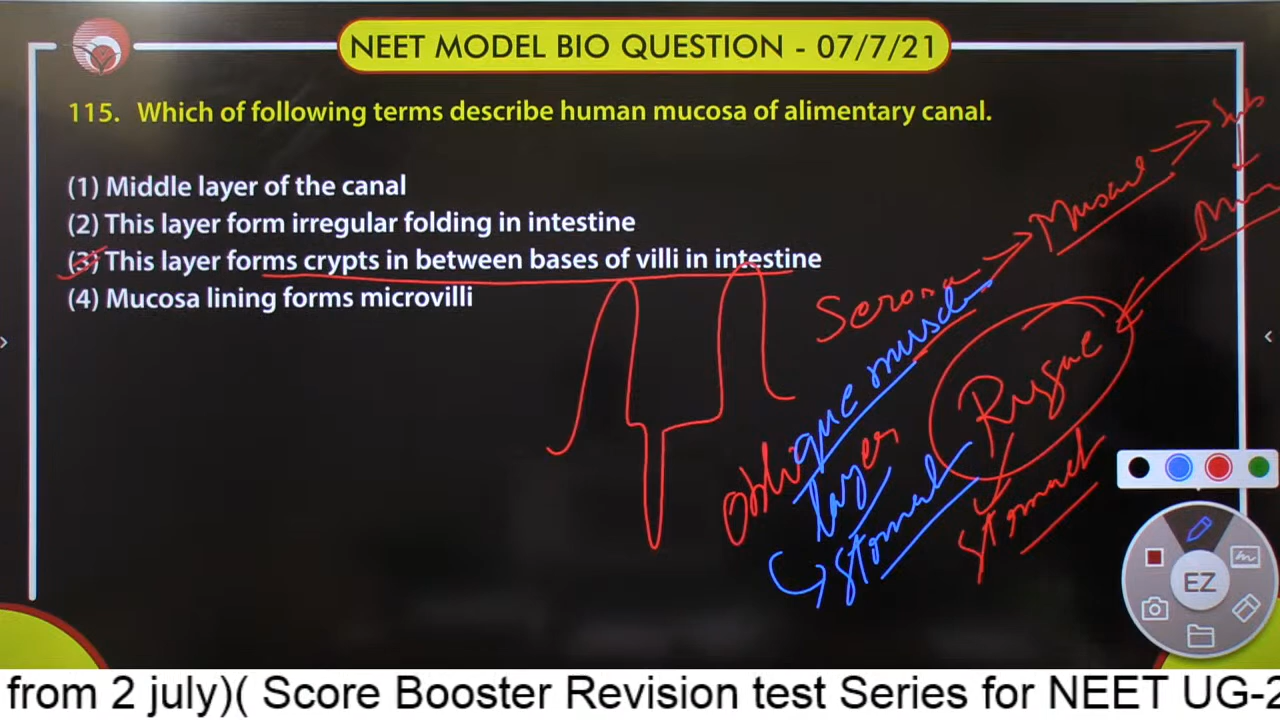 NEET MODEL BIO QUESTION - 07/7/21
115. Which of following terms describe human mucosa of alimentary canal.
(1) Middle layer of the canal
(2) This layer form irregular folding in intestine
(3) This layer forms crypts in between bases of villi in intestine
(4) Mucosa lining forms microvilli
Serosa
oblique muscle
layer
Rugae
EZ
from 2 july)( Score Booster Revision test Series for NEET UG-2